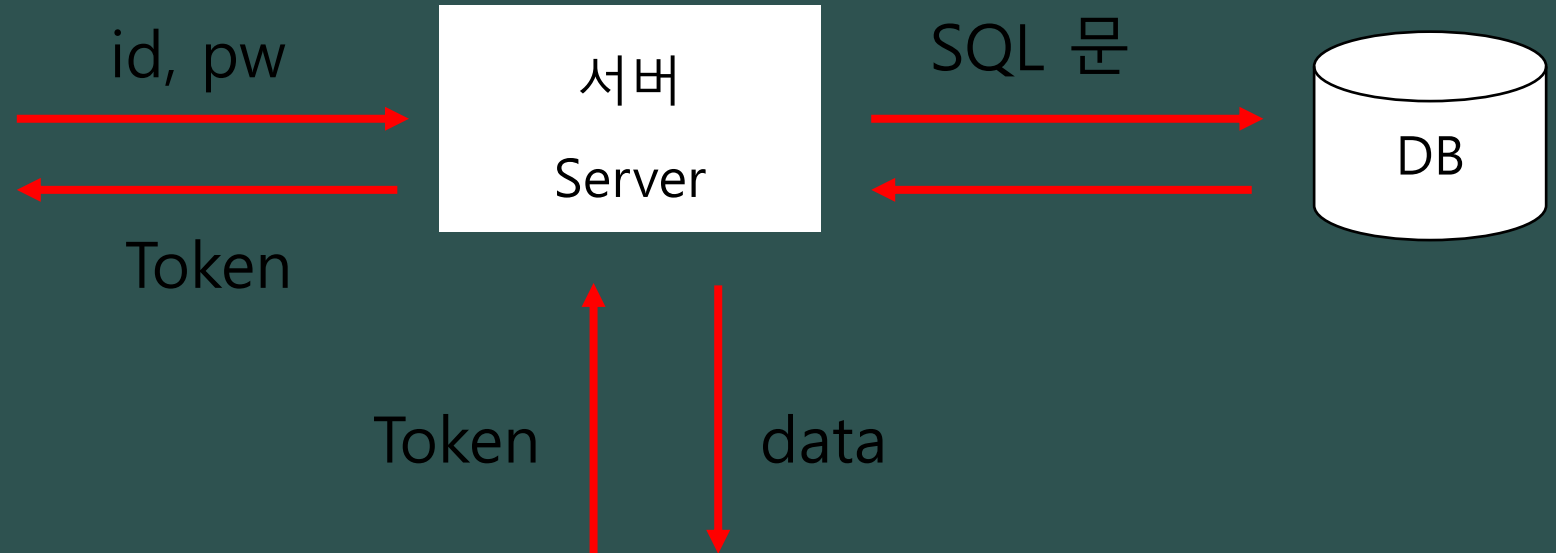 id, pw
서버
Server
SQL 문
DB
Token
Token
data